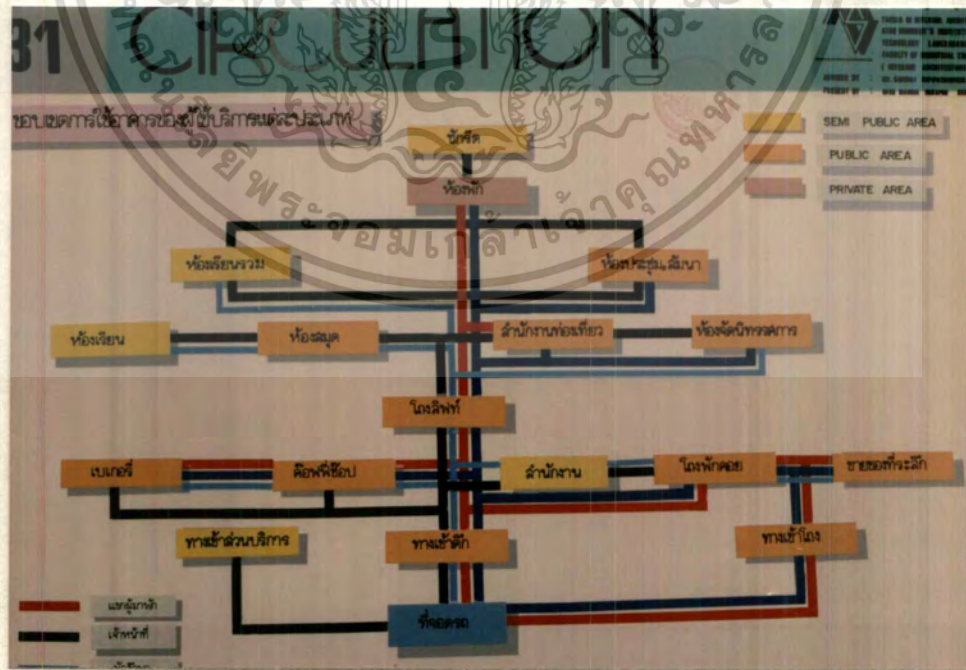 31 CIRCULATION
ขอบเขตการใช้อาคารของผู้ใช้บริการแต่ละประเภท
SEMI PUBLIC AREA
PUBLIC AREA
PRIVATE AREA
ซักรีด
ห้องพัก
ห้องเรียนรวม
ห้องประชุม,สัมนา
ห้องเรียน
ห้องสมุด
สำนักงานท่องเที่ยว
ห้องจัดนิทรรศการ
โถงลิฟท์
เบเกอรี่
ค๊อฟฟี่ช๊อป
สำนักงาน
โถงพักคอย
ขายของที่ระลึก
ทางเข้าส่วนบริการ
ทางเข้าตึก
ทางเข้าโถง
ที่จอดรถ
แขกผู้มาพัก
เจ้าหน้าที่